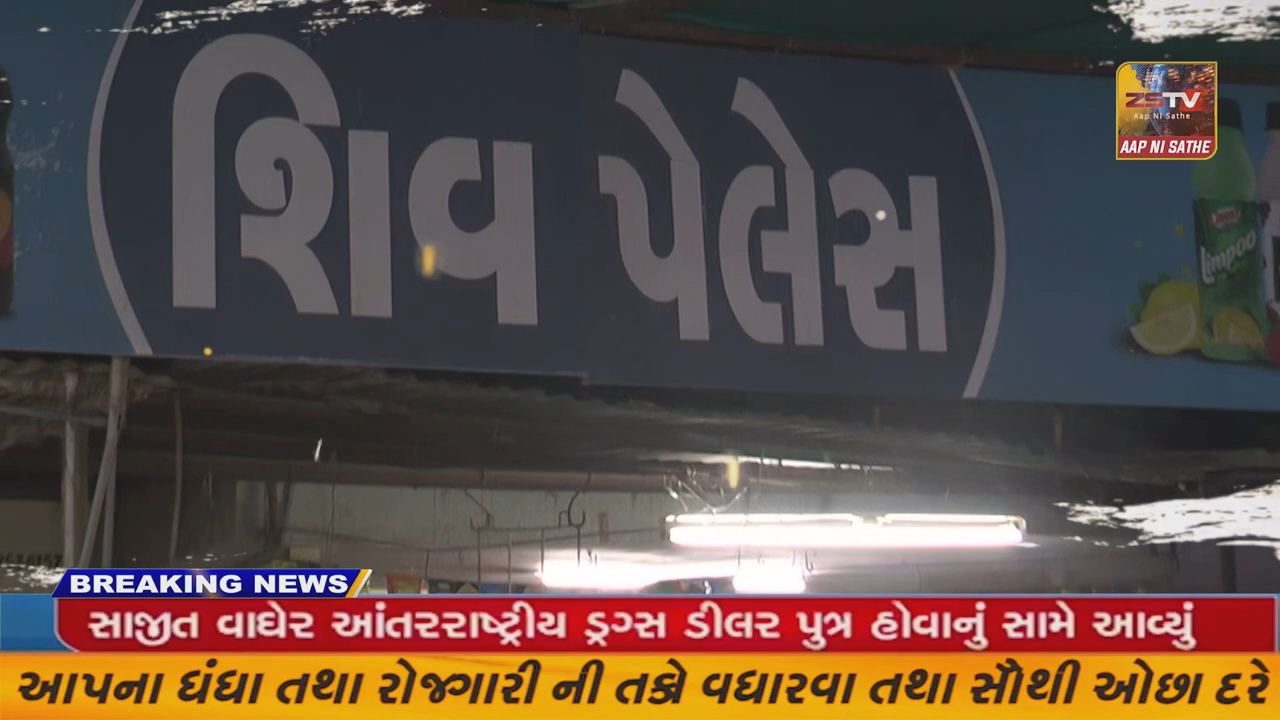 શિવ પેલેસ
ZSTV
Aap Ni Sathe
AAP NI SATHE
Limpoo
BREAKING NEWS
સાજીત વાઘેર આંતરરાષ્ટ્રીય ડ્રગ્સ ડીલર પુત્ર હોવાનું સામે આવ્યું
આપના ધંધા તથા રોજગારી ની તકો વધારવા તથા સૌથી ઓછા દરે